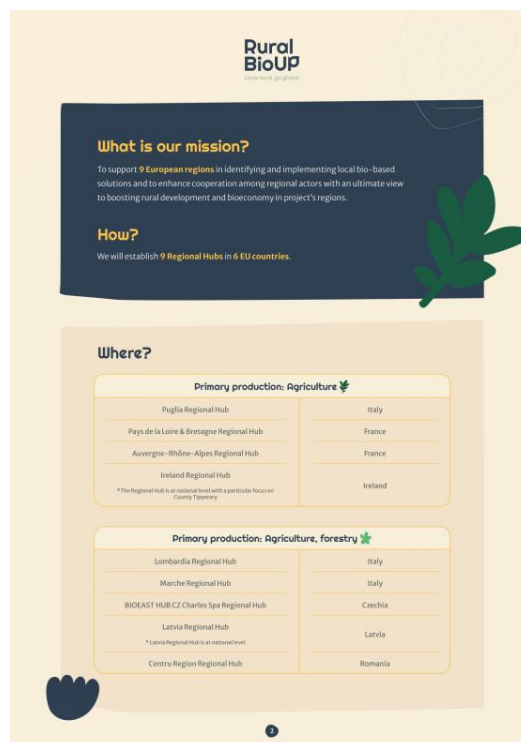 Rural
BioUP
Grow local, go global
What is our mission?
To support 9 European regions in identifying and implementing local bio-based
solutions and to enhance cooperation among regional actors with an ultimate view
to boosting rural development and bioeconomy in project's regions.
How?
We will establish 9 Regional Hubs in 6 EU countries.
Where?
Primary production: Agriculture
Puglia Regional Hub Italy
Pays de la Loire & Bretagne Regional Hub France
Auvergne-Rhône-Alpes Regional Hub France
Ireland Regional Hub
Ireland
*The Regional Hub is at national level with a particular focus on
County Tipperary
Primary production: Agriculture, forestry
Lombardia Regional Hub Italy
Marche Regional Hub Italy
BIOEAST HUB CZ Charles Spa Regional Hub Czechia
Latvia Regional Hub
Latvia
* Latvia Regional Hub is at national level
Centru Region Regional Hub Romania
2